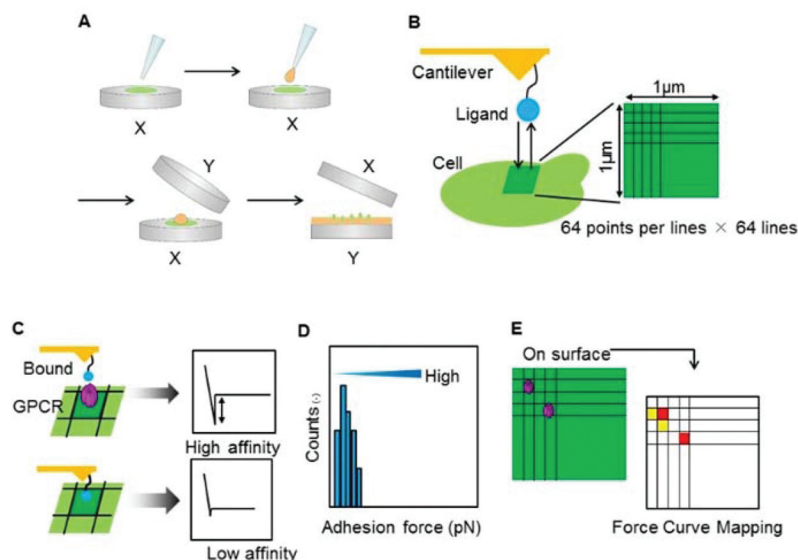 A
X
X
Y
X
X
Y
B
Cantilever
Ligand
Cell
1μm
1μm
64 points per lines × 64 lines
C
Bound
GPCR
High affinity
Low affinity
D
High
Counts (-)
Adhesion force (pN)
E
On surface
Force Curve Mapping